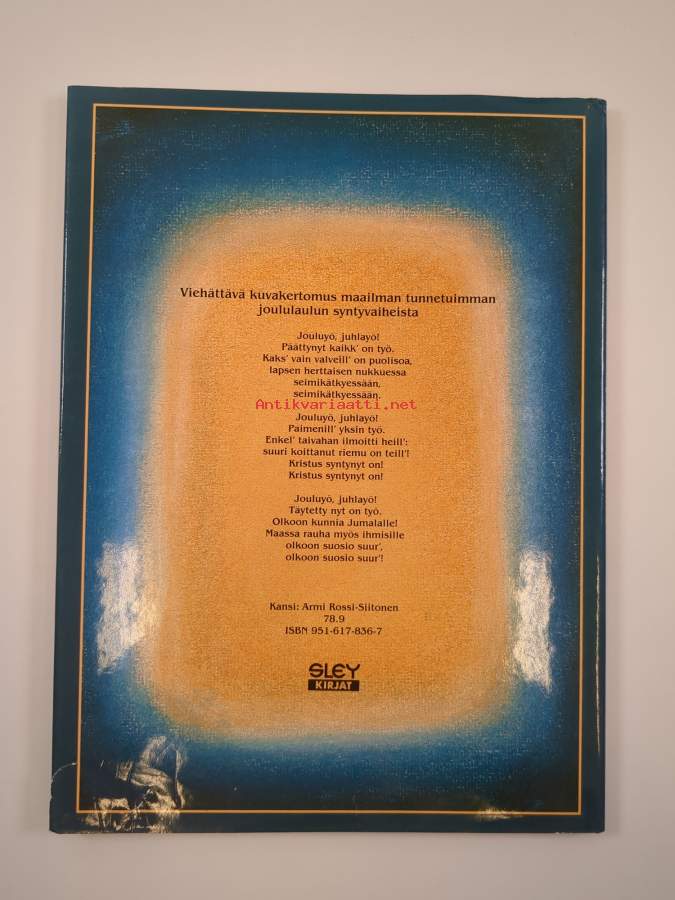 Viehättävä kuvakertomus maailman tunnetuimman
joululaulun syntyvaiheista
Jouluyö, juhlayö!
Päättynyt kaikk' on työ.
Kaks' vain valveill' on puolisoa,
lapsen herttaisen nukkuessa
seimikätkyessään,
seimikätkyessään.
Antikvariaatti.net
Jouluyö, juhlayö!
Paimenill' yksin työ.
Enkel' taivahan ilmoitti heill':
suuri koittanut riemu on teill'!
Kristus syntynyt on!
Kristus syntynyt on!
Jouluyö, juhlayö!
Täytetty nyt on työ.
Olkoon kunnia Jumalalle!
Maassa rauha myös ihmisille
olkoon suosio suur',
olkoon suosio suur'!
Kansi: Armi Rossi-Siitonen
78.9
ISBN 951-617-836-7
SLEY
KIRJAT